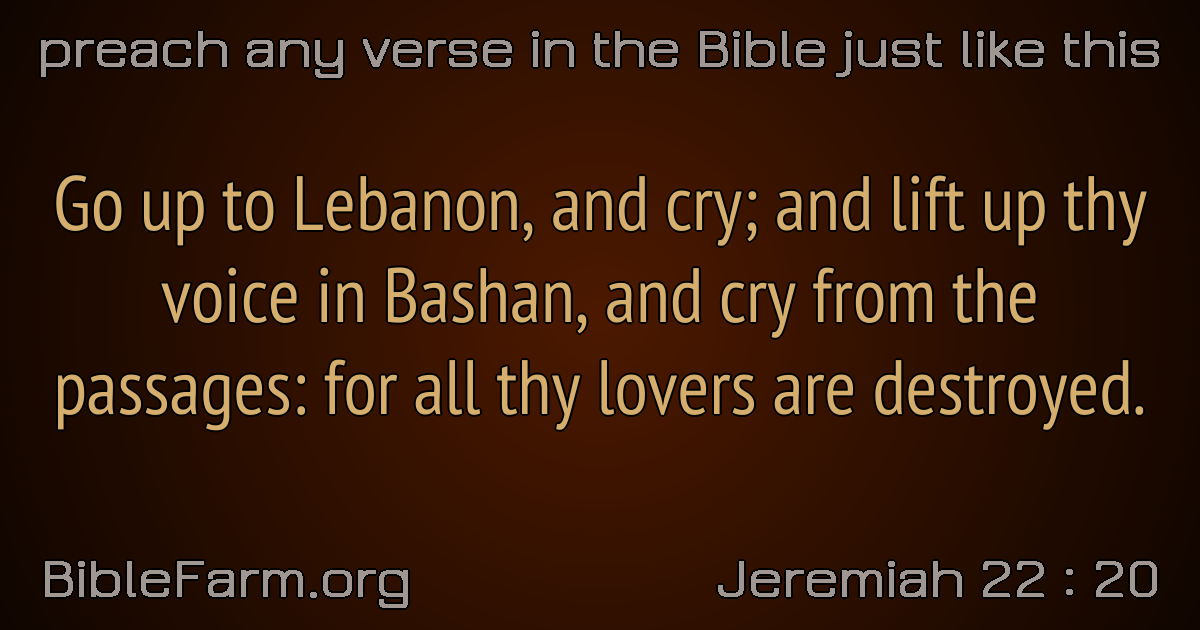 preach any verse in the Bible just like this
Go up to Lebanon, and cry; and lift up thy
voice in Bashan, and cry from the
passages: for all thy lovers are destroyed.
BibleFarm.org
Jeremiah 22 : 20